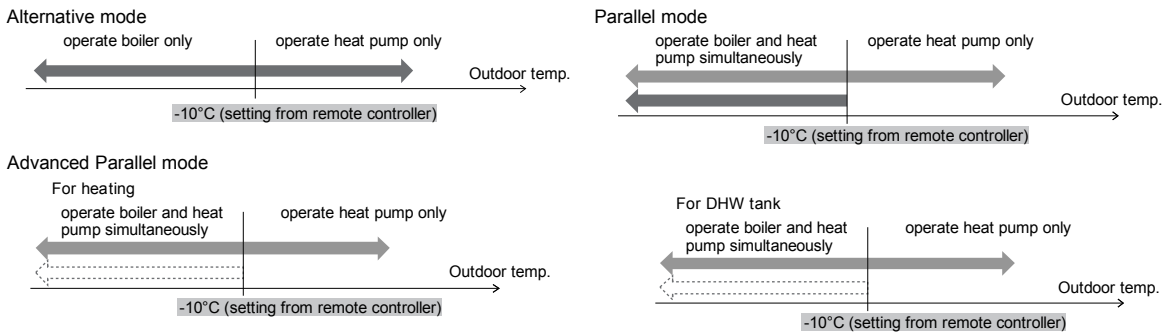 Alternative mode
operate boiler only
operate heat pump only
Outdoor temp.
-10°C (setting from remote controller)
Parallel mode
operate boiler and heat
pump simultaneously
operate heat pump only
Outdoor temp.
-10°C (setting from remote controller)
Advanced Parallel mode
For heating
operate boiler and heat
pump simultaneously
operate heat pump only
Outdoor temp.
-10°C (setting from remote controller)
For DHW tank
operate boiler and heat
pump simultaneously
operate heat pump only
Outdoor temp.
-10°C (setting from remote controller)